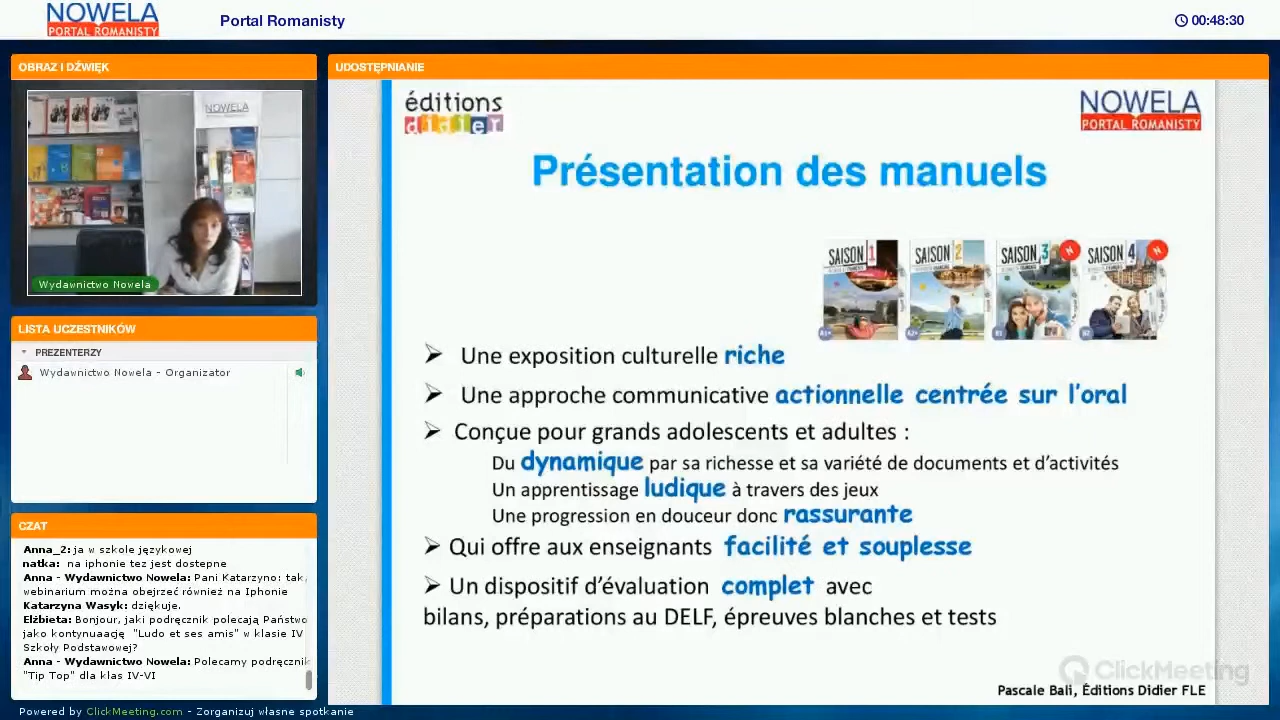 NOWELA
PORTAL ROMANISTY
Portal Romanisty
00:48:30
OBRAZ I DŹWIĘK
NOWELA
Wydawnictwo Nowela
LISTA UCZESTNIKÓW
PREZENTERZY
Wydawnictwo Nowela - Organizator
CZAT
Anna_2: ja w szkole językowej
natka: na iphonie tez jest dostepne
Anna - Wydawnictwo Nowela: Pani Katarzyno: tak,
webinarium można obejrzeć również na Iphonie
Katarzyna Wasyk: dziękuje.
Elżbieta: Bonjour, jaki podręcznik polecają Państwo
jako kontynuaację "Ludo et ses amis" w klasie IV
Szkoły Podstawowej?
Anna - Wydawnictwo Nowela: Polecamy podręcznik
"Tip Top" dla klas IV-VI
UDOSTĘPNIANIE
éditions
didier
NOWELA
PORTAL ROMANISTY
Présentation des manuels
SAISON 1
SAISON 2
SAISON 3
SAISON 4
N
N
A1+
A2+
B1
B2
Une exposition culturelle riche
Une approche communicative actionnelle centrée sur l'oral
Conçue pour grands adolescents et adultes :
Du dynamique par sa richesse et sa variété de documents et d'activités
Un apprentissage ludique à travers des jeux
Une progression en douceur donc rassurante
Qui offre aux enseignants facilité et souplesse
Un dispositif d'évaluation complet avec
bilans, préparations au DELF, épreuves blanches et tests
ClickMeeting
Pascale Bali, Éditions Didier FLE
Powered by ClickMeeting.com - Zorganizuj własne spotkanie